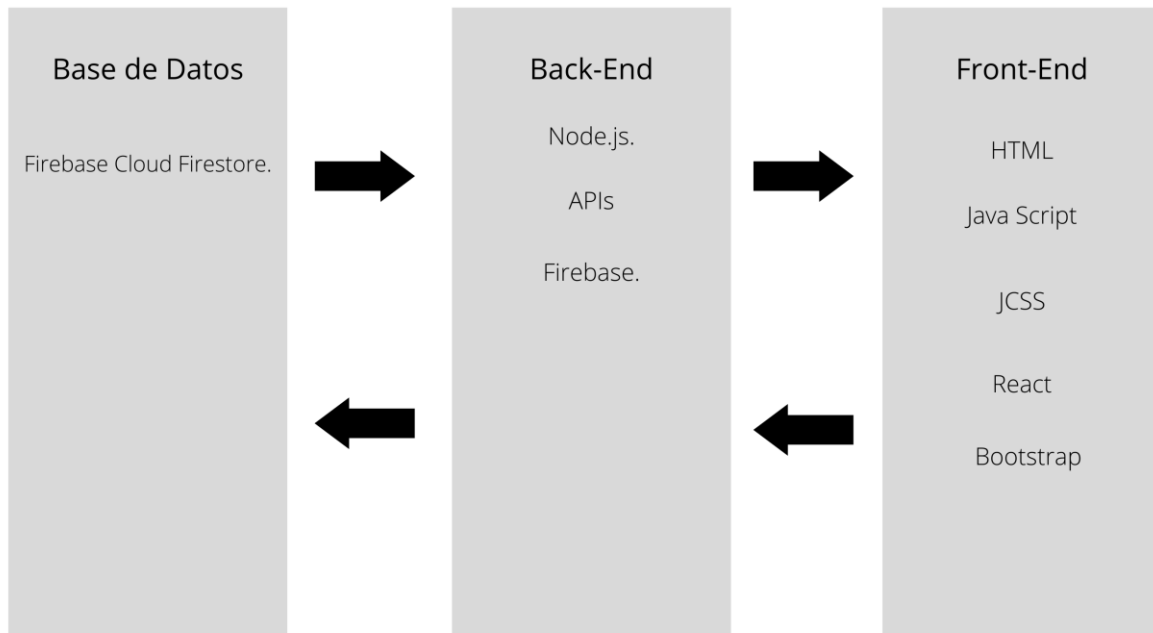 Base de Datos
Firebase Cloud Firestore.
Back-End
Node.js.
APIs
Firebase.
Front-End
HTML
Java Script
JCSS
React
Bootstrap